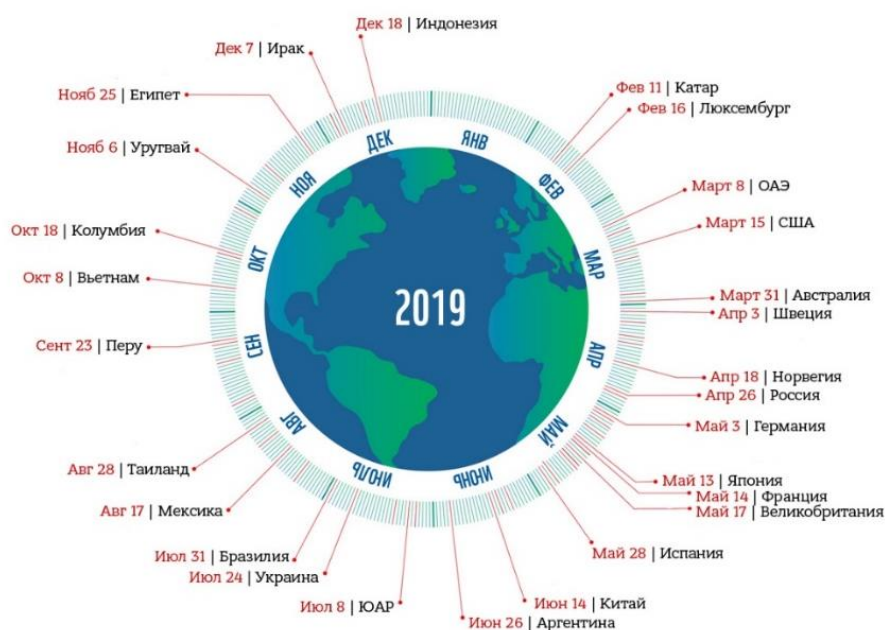 Дек 18 | Индонезия
Дек 7 | Ирак
Нояб 25 | Египет
Нояб 6 | Уругвай
Окт 18 | Колумбия
Окт 8 | Вьетнам
Сент 23 | Перу
Авг 28 | Таиланд
Авг 17 | Мексика
Июл 31 | Бразилия
Июл 24 | Украина
Июл 8 | ЮАР
Фев 11 | Катар
Фев 16 | Люксембург
Март 8 | ОАЭ
Март 15 | США
Март 31 | Австралия
Апр 3 | Швеция
Апр 18 | Норвегия
Апр 26 | Россия
Май 3 | Германия
Май 13 | Япония
Май 14 | Франция
Май 17 | Великобритания
Май 28 | Испания
Июн 14 | Китай
Июн 26 | Аргентина
ЯНВ
ФЕВ
МАР
АПР
МАЙ
ИЮНЬ
ИЮЛЬ
АВГ
СЕН
ОКТ
НОЯ
ДЕК
2019